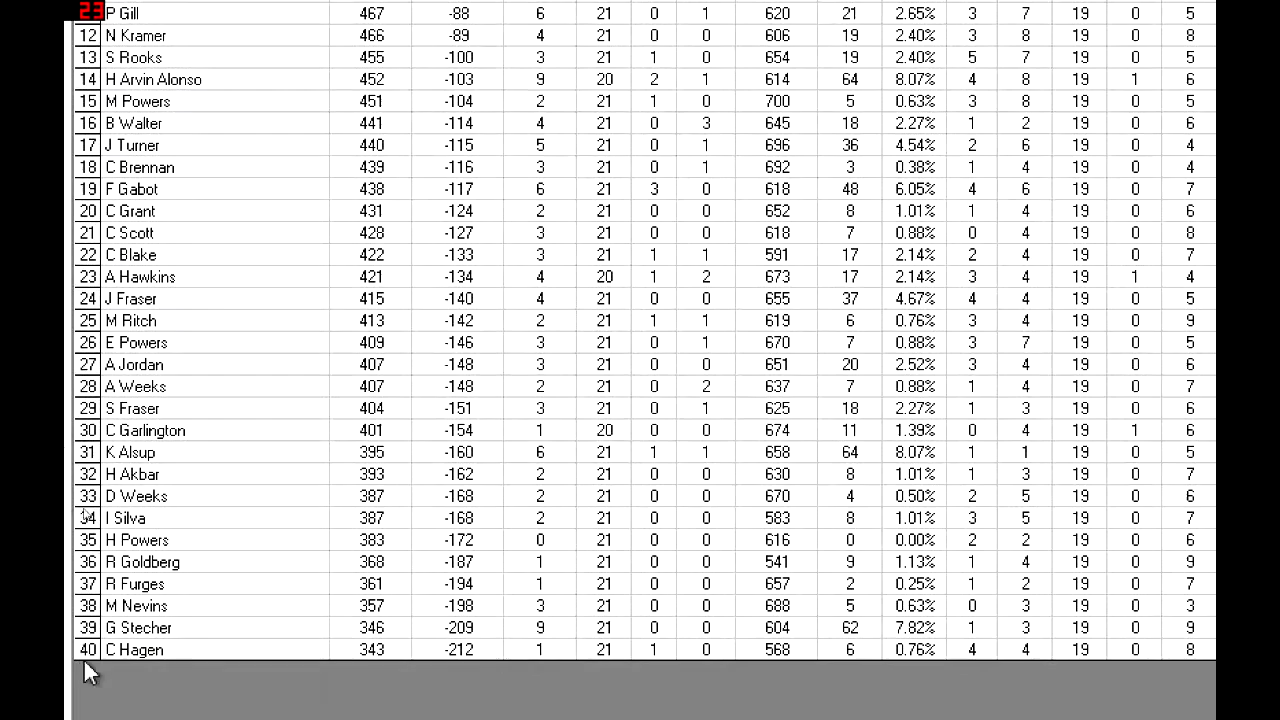 23 P Gill 467 -88 6 21 0 1 620 21 2.65% 3 7 19 0 5
12 N Kramer 466 -89 4 21 0 0 606 19 2.40% 3 8 19 0 8
13 S Rooks 455 -100 3 21 1 0 654 19 2.40% 5 7 19 0 5
14 H Arvin Alonso 452 -103 9 20 2 1 614 64 8.07% 4 8 19 1 6
15 M Powers 451 -104 2 21 1 0 700 5 0.63% 3 8 19 0 5
16 B Walter 441 -114 4 21 0 3 645 18 2.27% 1 2 19 0 6
17 J Turner 440 -115 5 21 0 1 696 36 4.54% 2 6 19 0 4
18 C Brennan 439 -116 3 21 0 1 692 3 0.38% 1 4 19 0 4
19 F Gabot 438 -117 6 21 3 0 618 48 6.05% 4 6 19 0 7
20 C Grant 431 -124 2 21 0 0 652 8 1.01% 1 4 19 0 6
21 C Scott 428 -127 3 21 0 0 618 7 0.88% 0 4 19 0 8
22 C Blake 422 -133 3 21 1 1 591 17 2.14% 2 4 19 0 7
23 A Hawkins 421 -134 4 20 1 2 673 17 2.14% 3 4 19 1 4
24 J Fraser 415 -140 4 21 0 0 655 37 4.67% 4 4 19 0 5
25 M Ritch 413 -142 2 21 1 1 619 6 0.76% 3 4 19 0 9
26 E Powers 409 -146 3 21 0 1 670 7 0.88% 3 7 19 0 5
27 A Jordan 407 -148 3 21 0 0 651 20 2.52% 3 4 19 0 6
28 A Weeks 407 -148 2 21 0 2 637 7 0.88% 1 4 19 0 7
29 S Fraser 404 -151 3 21 0 1 625 18 2.27% 1 3 19 0 6
30 C Garlington 401 -154 1 20 0 0 674 11 1.39% 0 4 19 1 6
31 K Alsup 395 -160 6 21 1 1 658 64 8.07% 1 1 19 0 5
32 H Akbar 393 -162 2 21 0 0 630 8 1.01% 1 3 19 0 7
33 D Weeks 387 -168 2 21 0 0 670 4 0.50% 2 5 19 0 6
34 I Silva 387 -168 2 21 0 0 583 8 1.01% 3 5 19 0 7
35 H Powers 383 -172 0 21 0 0 616 0 0.00% 2 2 19 0 6
36 R Goldberg 368 -187 1 21 0 0 541 9 1.13% 1 4 19 0 9
37 R Furges 361 -194 1 21 0 0 657 2 0.25% 1 2 19 0 7
38 M Nevins 357 -198 3 21 0 0 688 5 0.63% 0 3 19 0 3
39 G Stecher 346 -209 9 21 0 0 604 62 7.82% 1 3 19 0 9
40 C Hagen 343 -212 1 21 1 0 568 6 0.76% 4 4 19 0 8